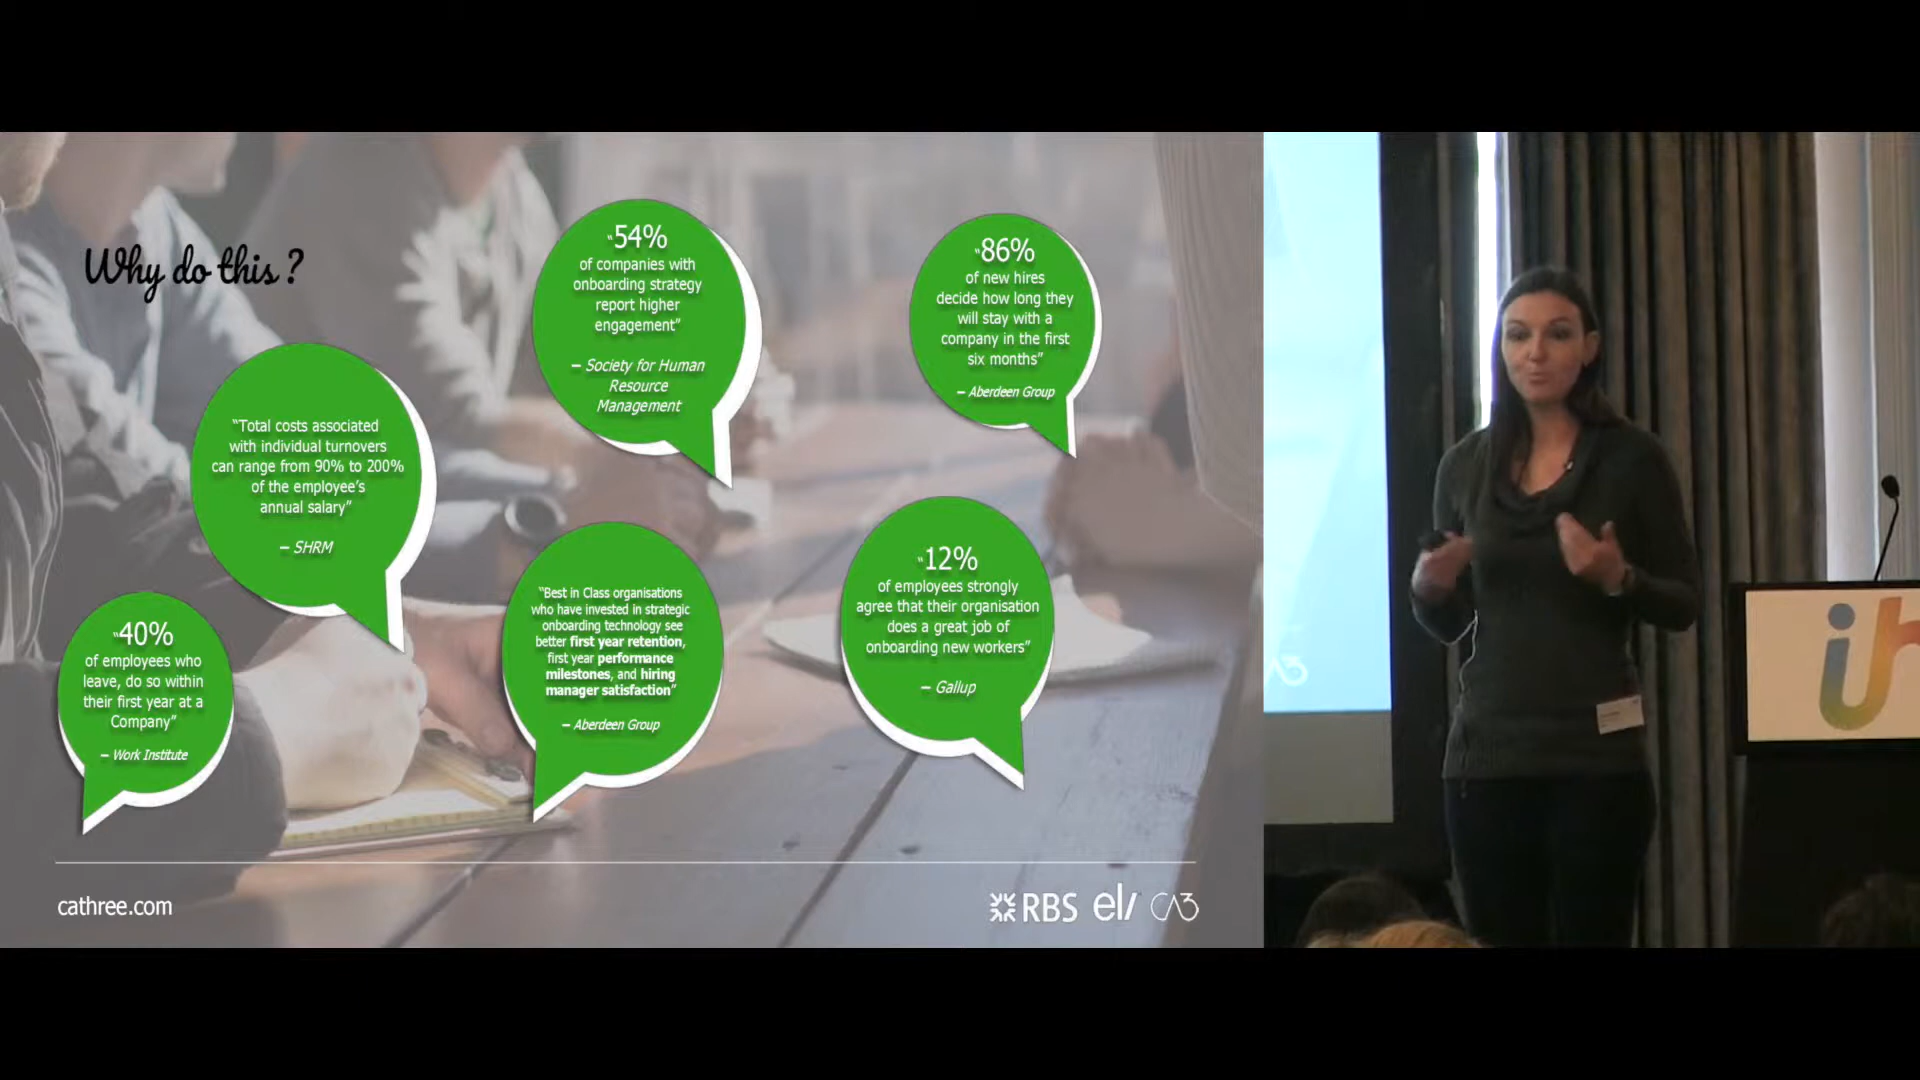 Why do this ?
“54%
of companies with
onboarding strategy
report higher
engagement”
– Society for Human
Resource
Management
“86%
of new hires
decide how long they
will stay with a
company in the first
six months”
– Aberdeen Group
“Total costs associated
with individual turnovers
can range from 90% to 200%
of the employee’s
annual salary”
– SHRM
“40%
of employees who
leave, do so within
their first year at a
Company”
– Work Institute
“Best in Class organisations
who have invested in strategic
onboarding technology see
better first year retention,
first year performance
milestones, and hiring
manager satisfaction”
– Aberdeen Group
“12%
of employees strongly
agree that their organisation
does a great job of
onboarding new workers”
– Gallup
cathree.com
RBS eli CA3